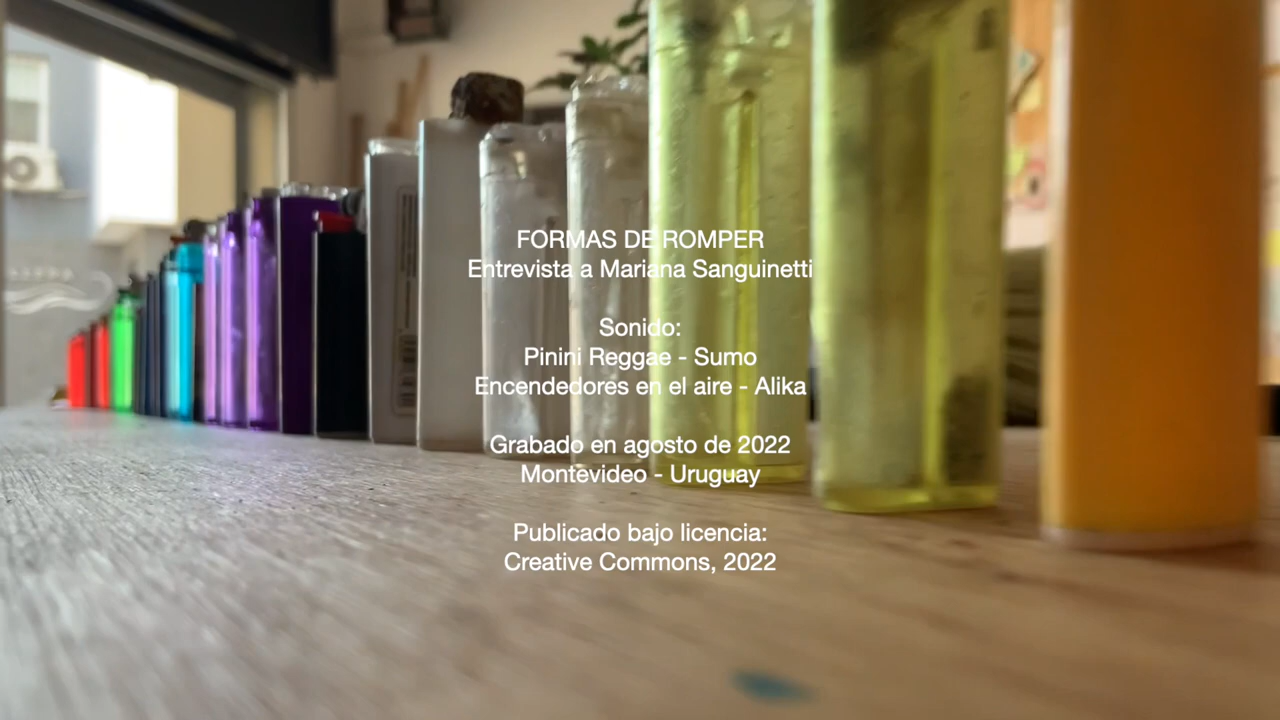 FORMAS DE ROMPER
Entrevista a Mariana Sanguinetti
Sonido:
Pinini Reggae - Sumo
Encendedores en el aire - Alika
Grabado en agosto de 2022
Montevideo - Uruguay
Publicado bajo licencia:
Creative Commons, 2022